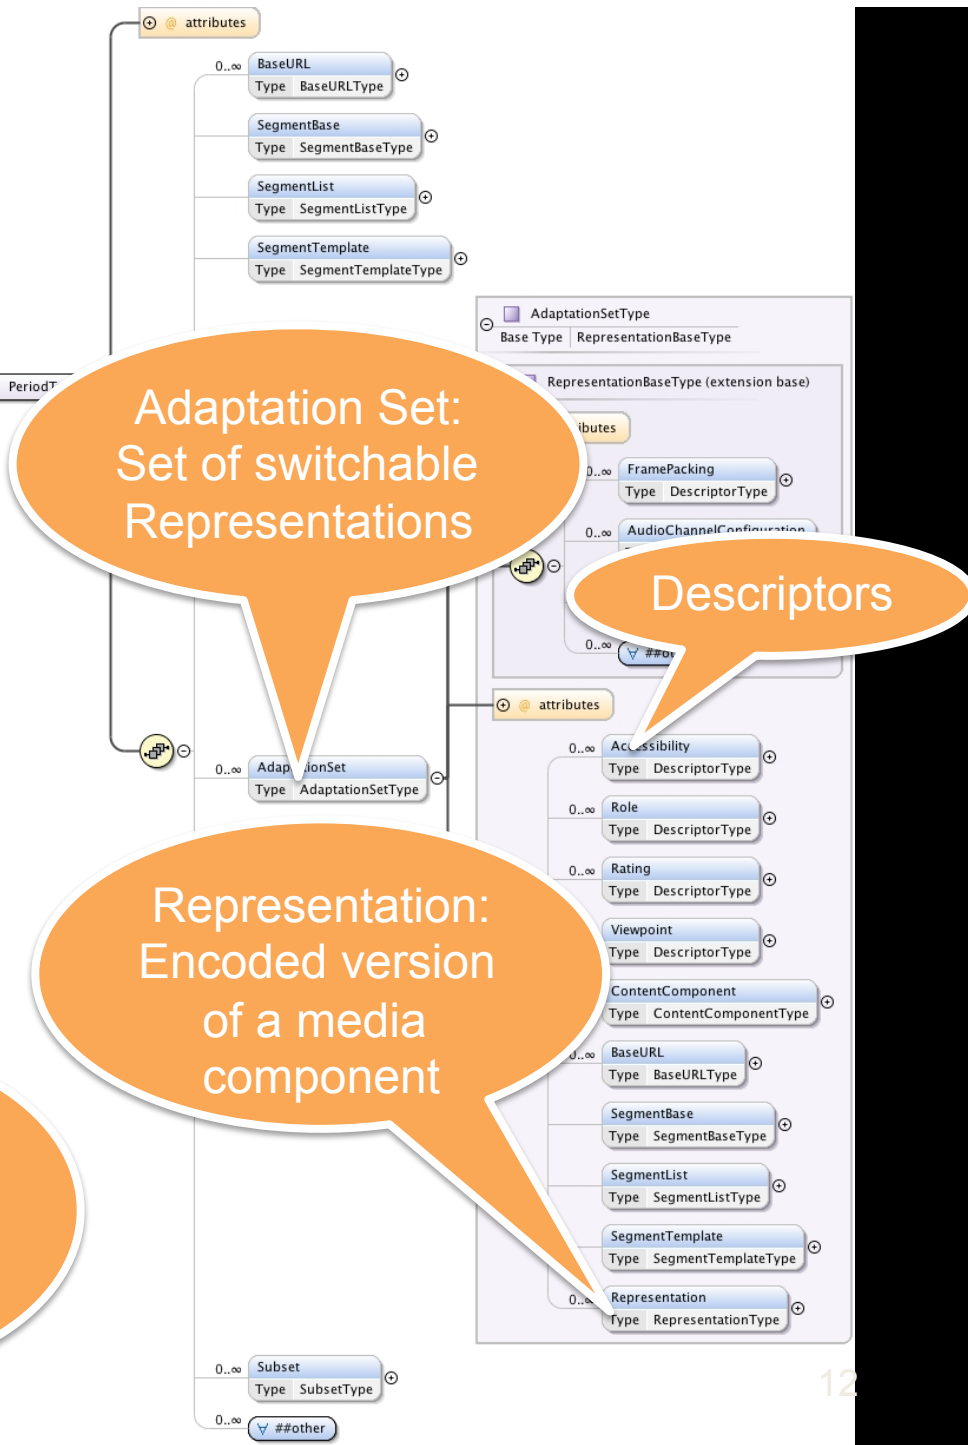 @ attributes
0..∞ BaseURL
Type BaseURLType
SegmentBase
Type SegmentBaseType
SegmentList
Type SegmentListType
SegmentTemplate
Type SegmentTemplateType
AdaptationSetType
Base Type RepresentationBaseType
RepresentationBaseType (extension base)
PeriodT
Adaptation Set:
Set of switchable
Representations
ibutes
0..∞ FramePacking
Type DescriptorType
0..∞ AudioChannelConfiguration
Descriptors
0..∞ ∀ ##ot
@ attributes
0..∞ Accessibility
Type DescriptorType
0..∞ AdaptationSet
Type AdaptationSetType
0..∞ Role
Type DescriptorType
0..∞ Rating
Type DescriptorType
Representation:
Encoded version
of a media
component
Viewpoint
Type DescriptorType
ContentComponent
Type ContentComponentType
0..∞ BaseURL
Type BaseURLType
SegmentBase
Type SegmentBaseType
SegmentList
Type SegmentListType
SegmentTemplate
Type SegmentTemplateType
0..∞ Representation
Type RepresentationType
0..∞ Subset
Type SubsetType
12
0..∞ ∀ ##other